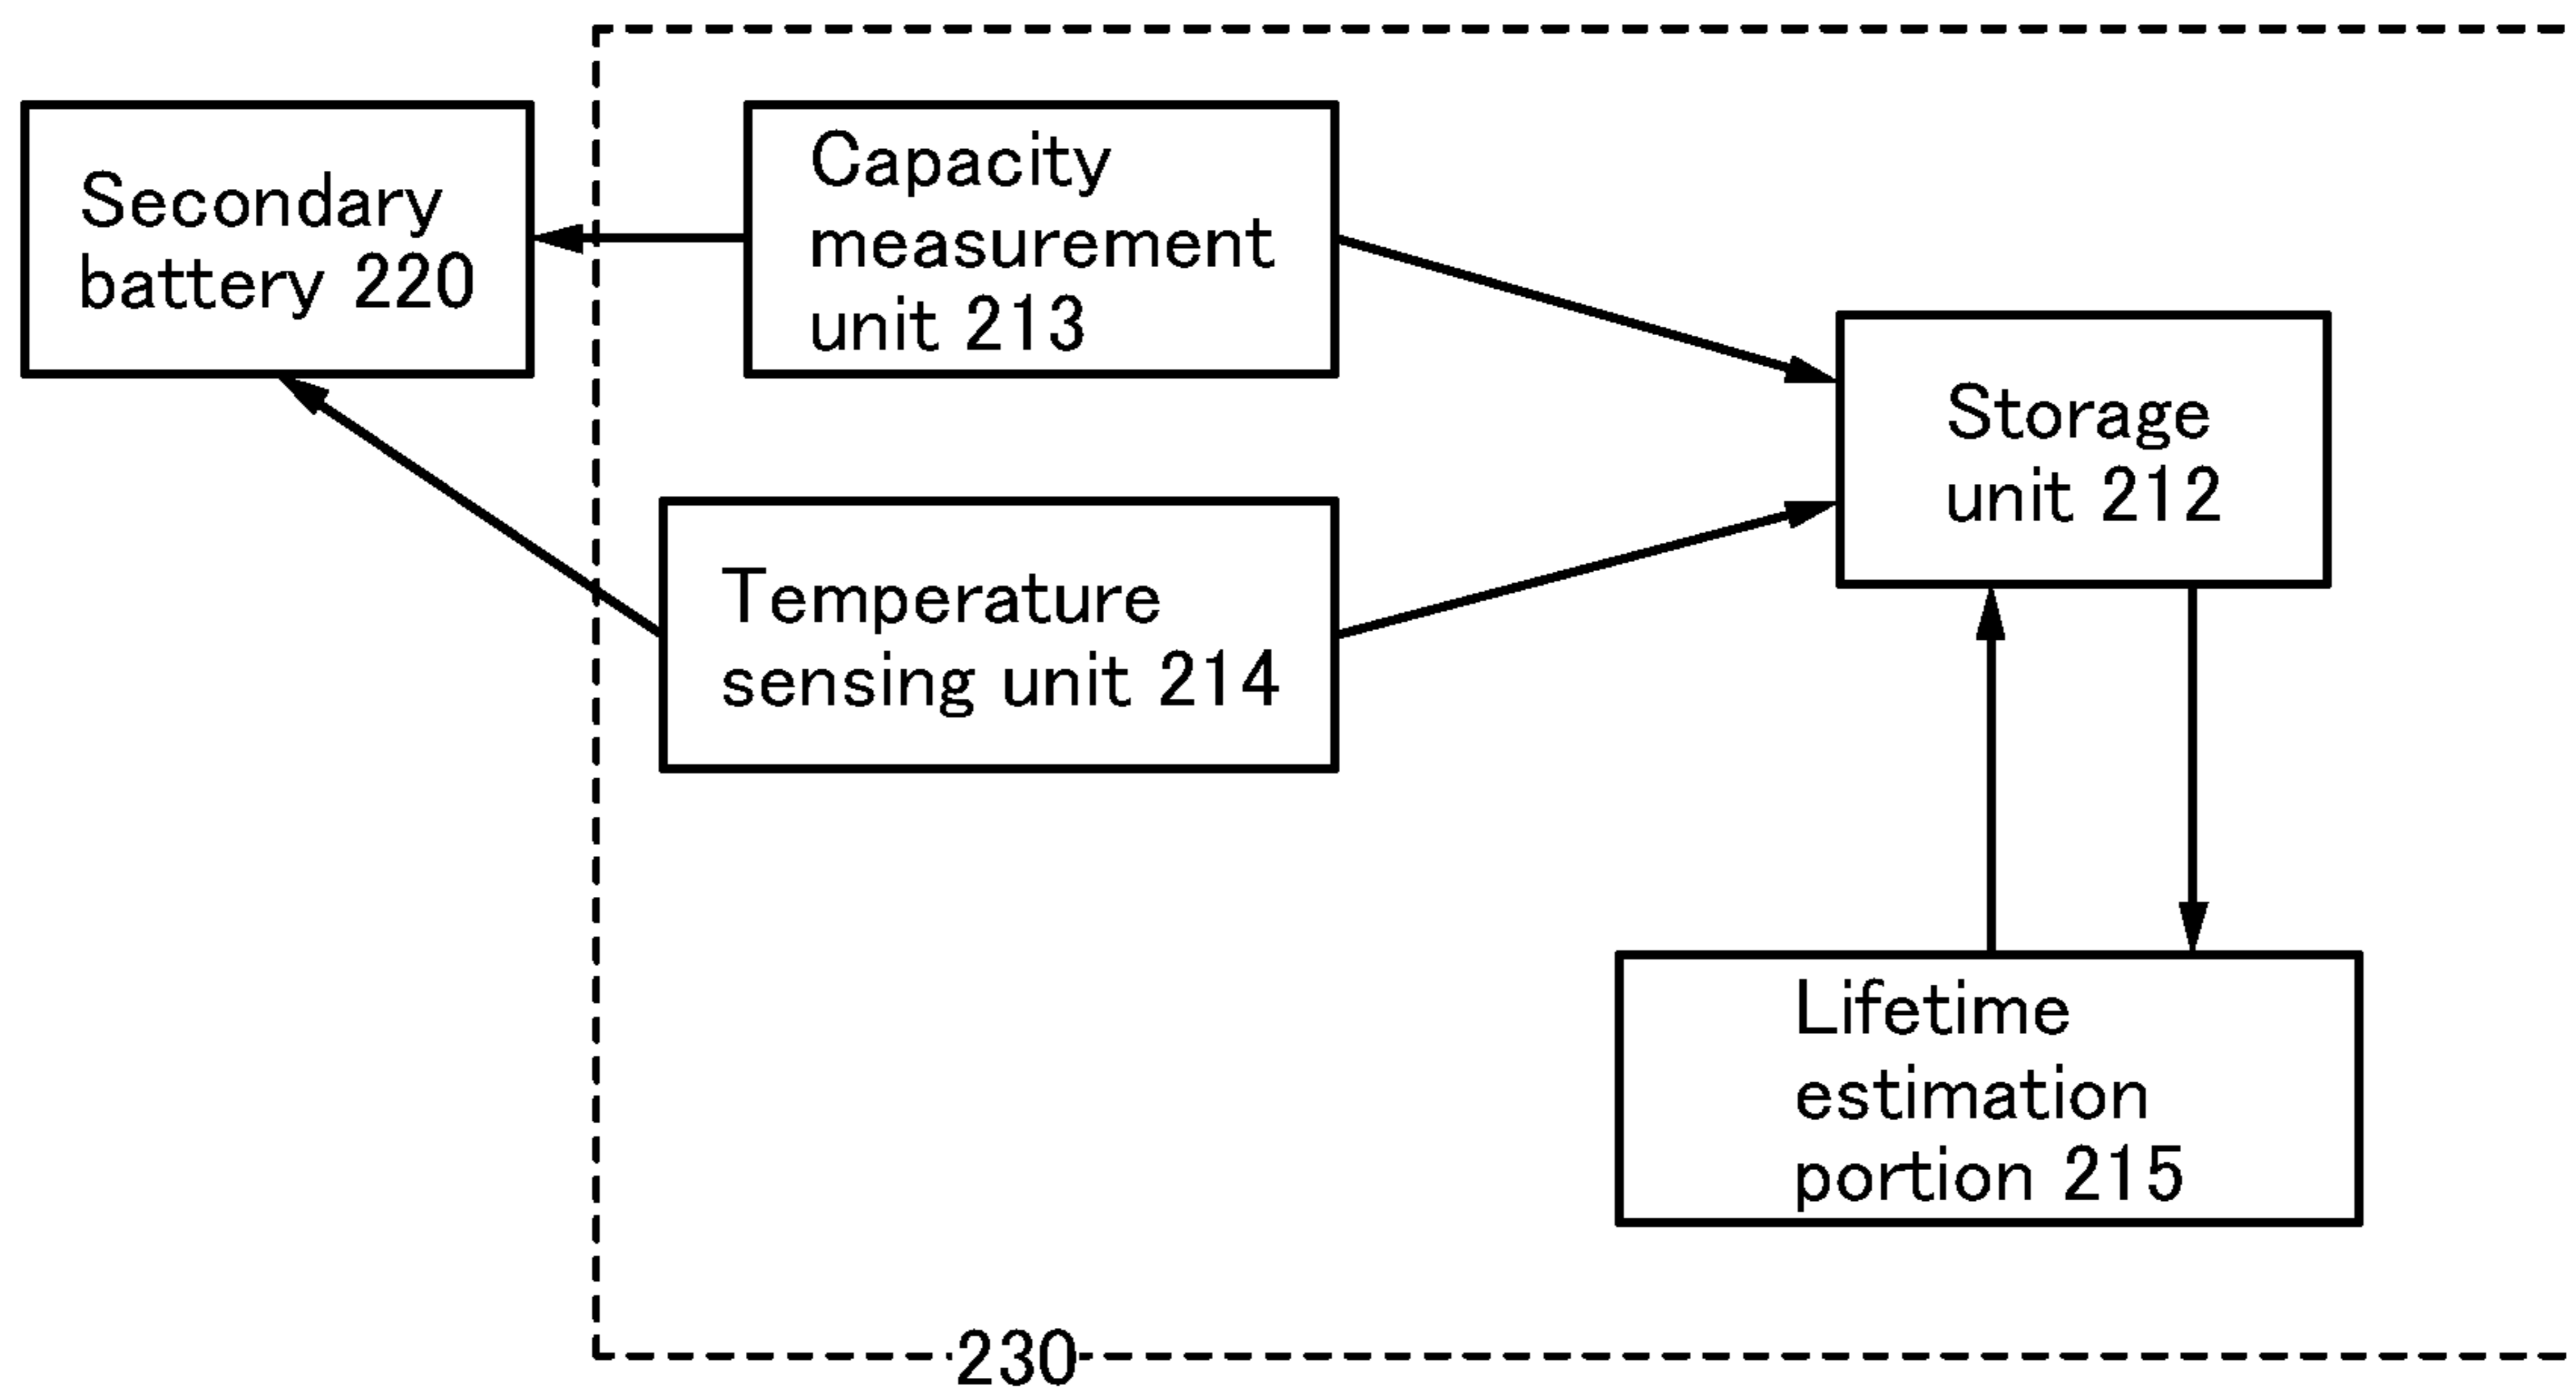 Secondary
battery 220
Capacity
measurement
unit 213
Storage
unit 212
Temperature
sensing unit 214
Lifetime
estimation
portion 215
230